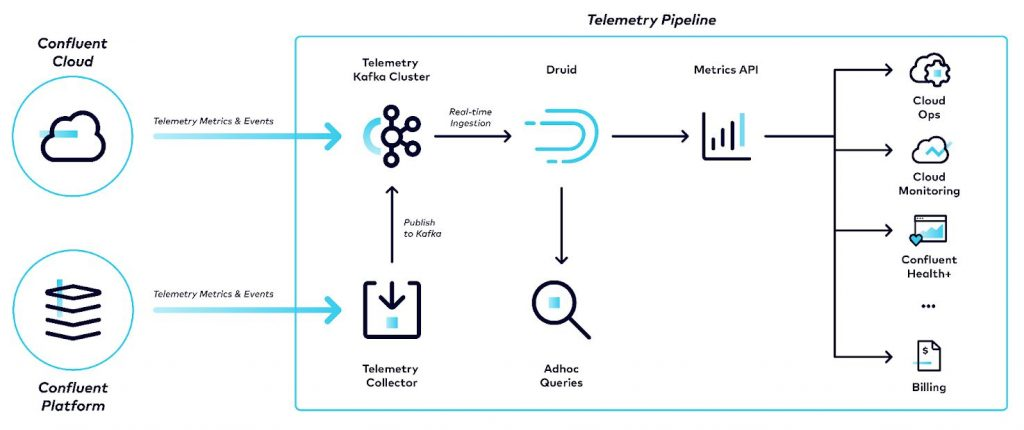 Telemetry Pipeline
Confluent
Cloud
Telemetry Metrics & Events
Telemetry
Kafka Cluster
Real-time
Ingestion
Druid
Metrics API
Cloud
Ops
Cloud
Monitoring
Confluent
Health+
...
$
Billing
Publish
to Kafka
Telemetry Metrics & Events
Confluent
Platform
Telemetry
Collector
Adhoc
Queries